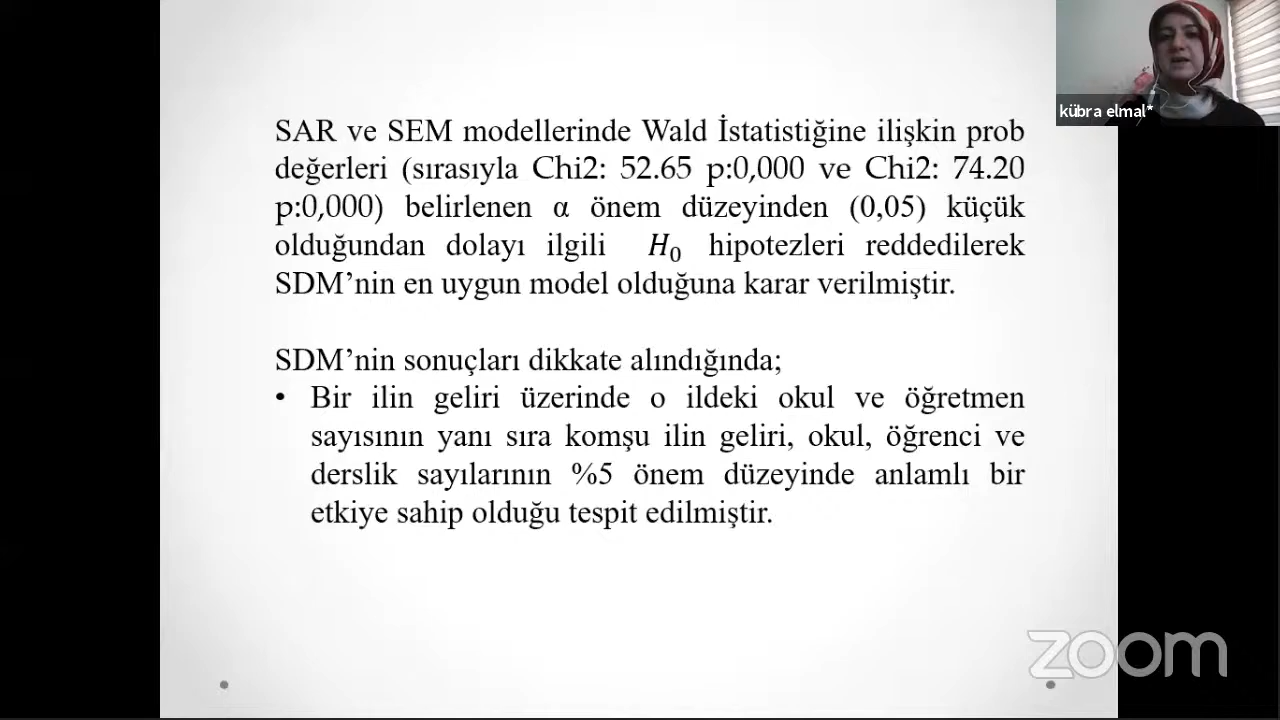 kübra elmal*
SAR ve SEM modellerinde Wald İstatistiğine ilişkin prob
değerleri (sırasıyla Chi2: 52.65 p:0,000 ve Chi2: 74.20
p:0,000) belirlenen α önem düzeyinden (0,05) küçük
olduğundan dolayı ilgili H₀ hipotezleri reddedilerek
SDM’nin en uygun model olduğuna karar verilmiştir.
SDM’nin sonuçları dikkate alındığında;
• Bir ilin geliri üzerinde o ildeki okul ve öğretmen
sayısının yanı sıra komşu ilin geliri, okul, öğrenci ve
derslik sayılarının %5 önem düzeyinde anlamlı bir
etkiye sahip olduğu tespit edilmiştir.
zoom